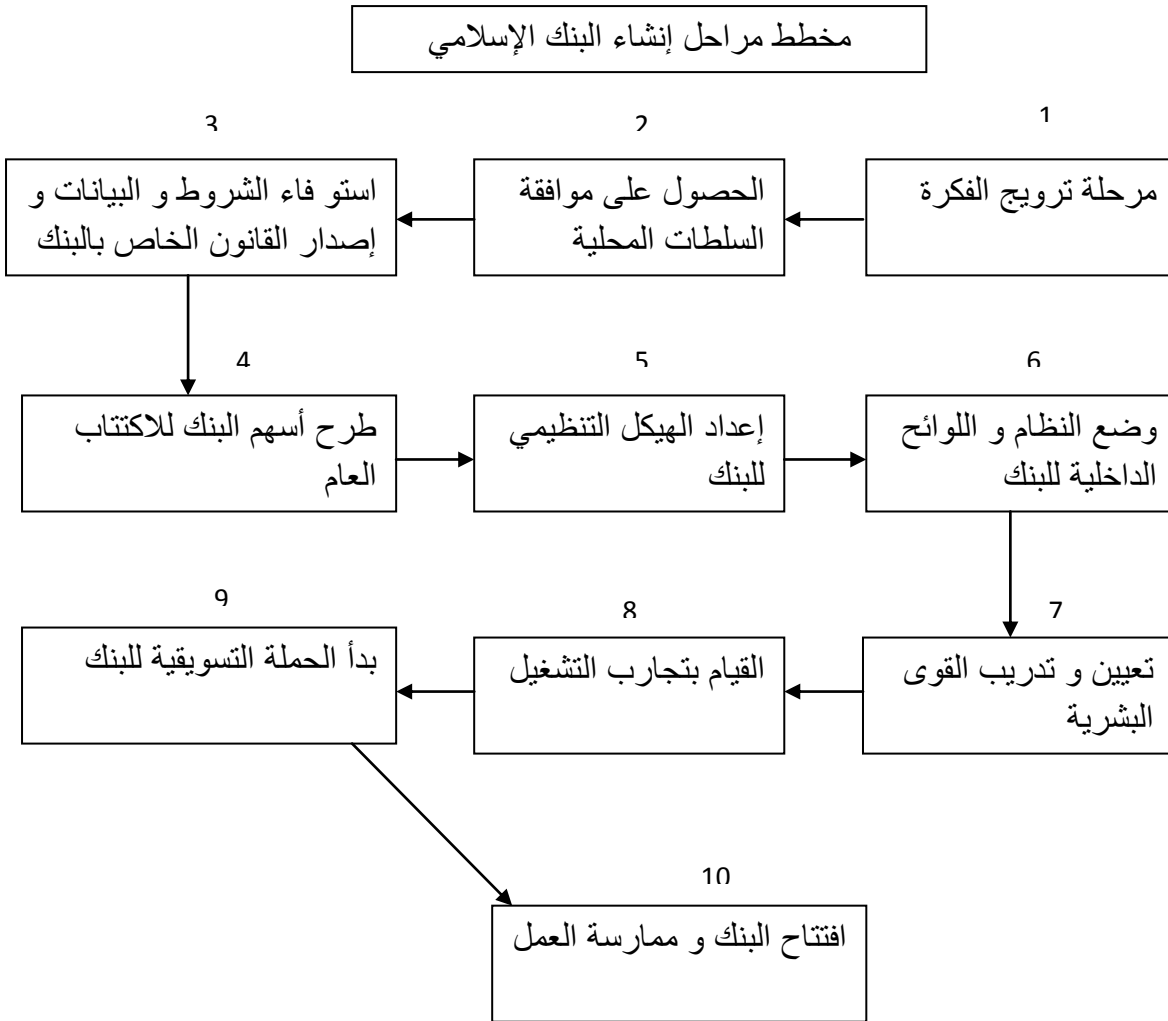 مخطط مراحل إنشاء البنك الإسلامي
1
مرحلة ترويج الفكرة
2
الحصول على موافقة
السلطات المحلية
3
استو فاء الشروط و البيانات و
إصدار القانون الخاص بالبنك
4
طرح أسهم البنك للاكتتاب
العام
5
إعداد الهيكل التنظيمي
للبنك
6
وضع النظام و اللوائح
الداخلية للبنك
7
تعيين و تدريب القوى
البشرية
8
القيام بتجارب التشغيل
9
بدأ الحملة التسويقية للبنك
10
افتتاح البنك و ممارسة العمل